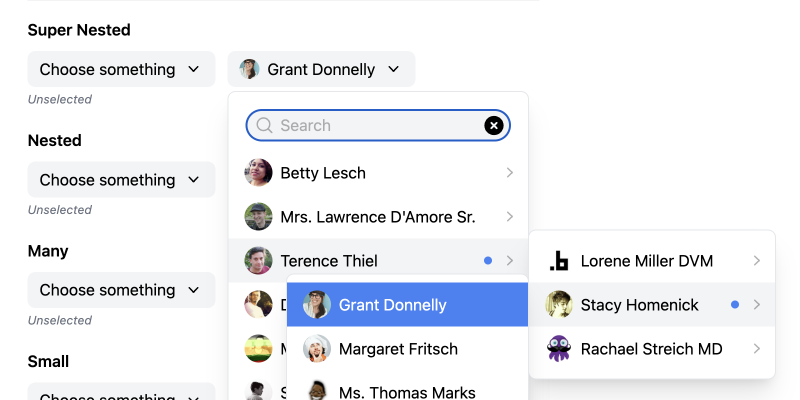 Super Nested
Choose something
Grant Donnelly
Unselected
Search
Nested
Betty Lesch
Choose something
Mrs. Lawrence D'Amore Sr.
Unselected
Many
Terence Thiel
Lorene Miller DVM
Choose something
Grant Donnelly
Stacy Homenick
Unselected
Margaret Fritsch
Rachael Streich MD
Small
Ms. Thomas Marks